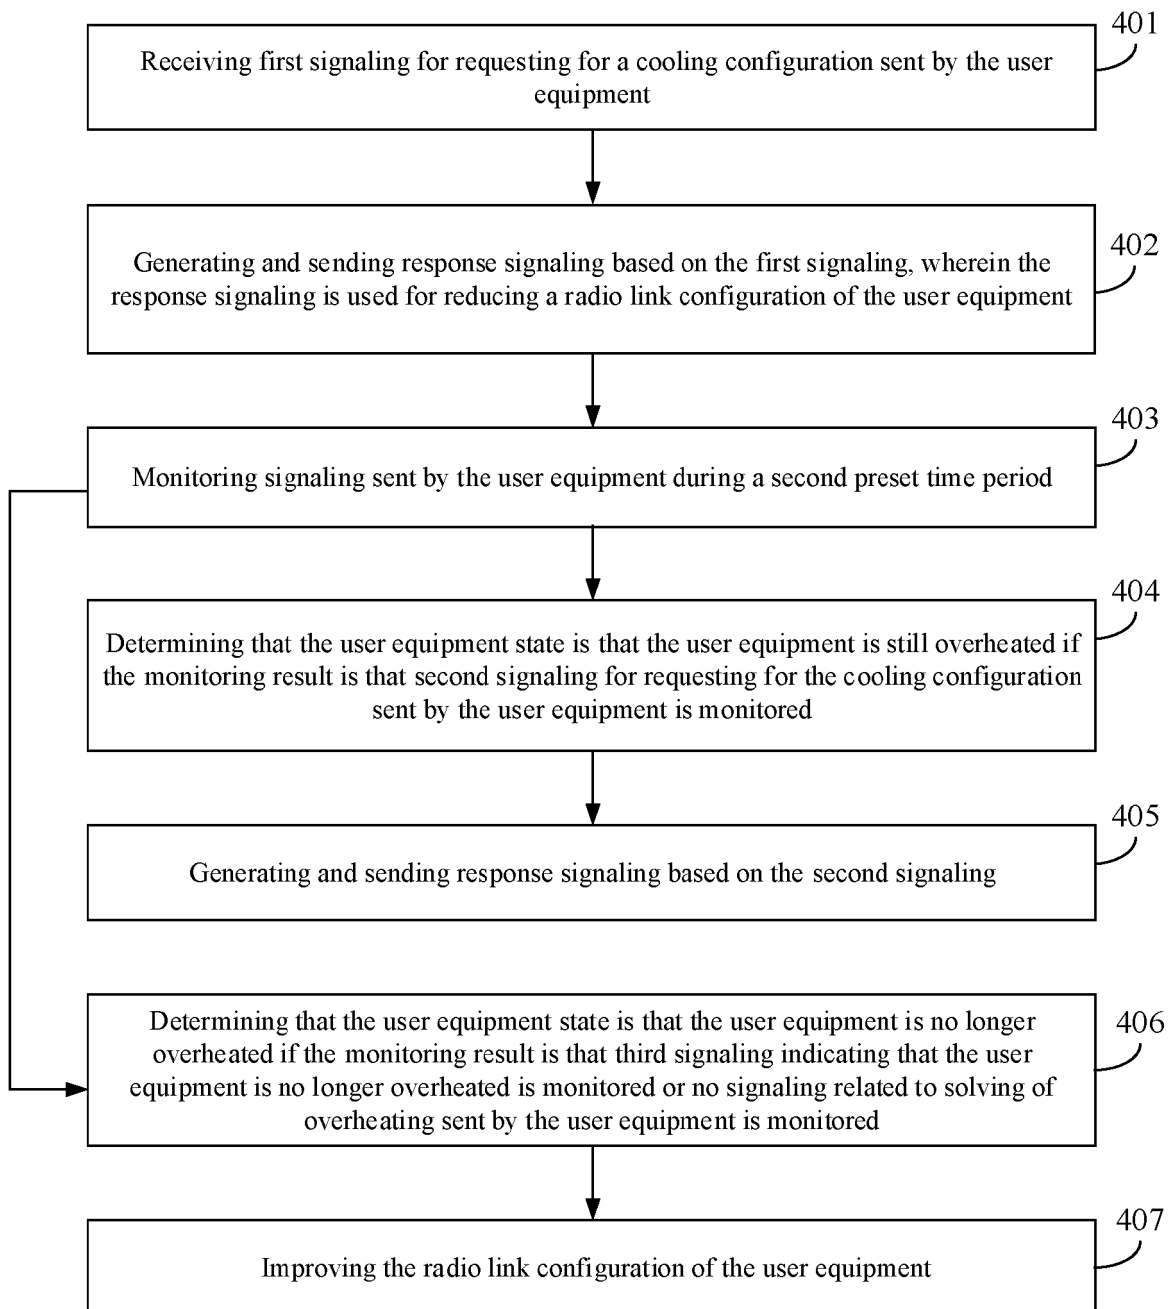 401
Receiving first signaling for requesting for a cooling configuration sent by the user
equipment
402
Generating and sending response signaling based on the first signaling, wherein the
response signaling is used for reducing a radio link configuration of the user equipment
403
Monitoring signaling sent by the user equipment during a second preset time period
404
Determining that the user equipment state is that the user equipment is still overheated if
the monitoring result is that second signaling for requesting for the cooling configuration
sent by the user equipment is monitored
405
Generating and sending response signaling based on the second signaling
406
Determining that the user equipment state is that the user equipment is no longer
overheated if the monitoring result is that third signaling indicating that the user
equipment is no longer overheated is monitored or no signaling related to solving of
overheating sent by the user equipment is monitored
407
Improving the radio link configuration of the user equipment